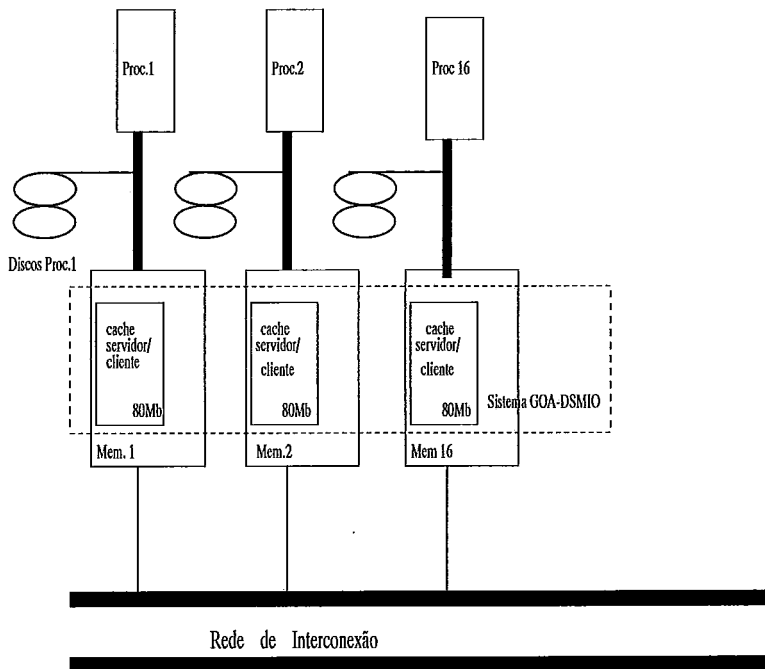 Proc.1
Proc.2
Proc 16
Discos Proc.1
cache
servidor/
cliente
80Mb
cache
servidor/
cliente
80Mb
cache
servidor/
cliente
80Mb
Sistema GOA-DSMIO
Mem. 1
Mem.2
Mem 16
Rede de Interconexão